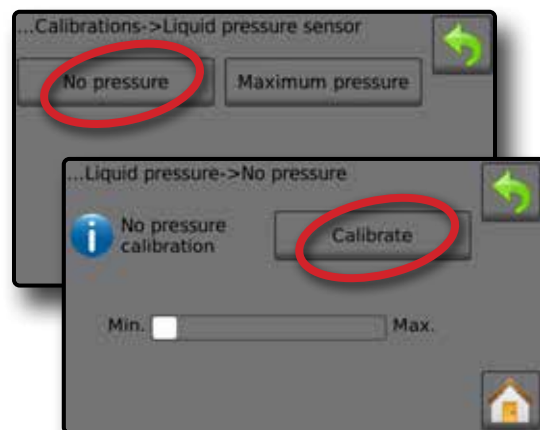 ...Calibrations->Liquid pressure sensor
No pressure
Maximum pressure
...Liquid pressure->No pressure
No pressure
calibration
Calibrate
Min.
Max.